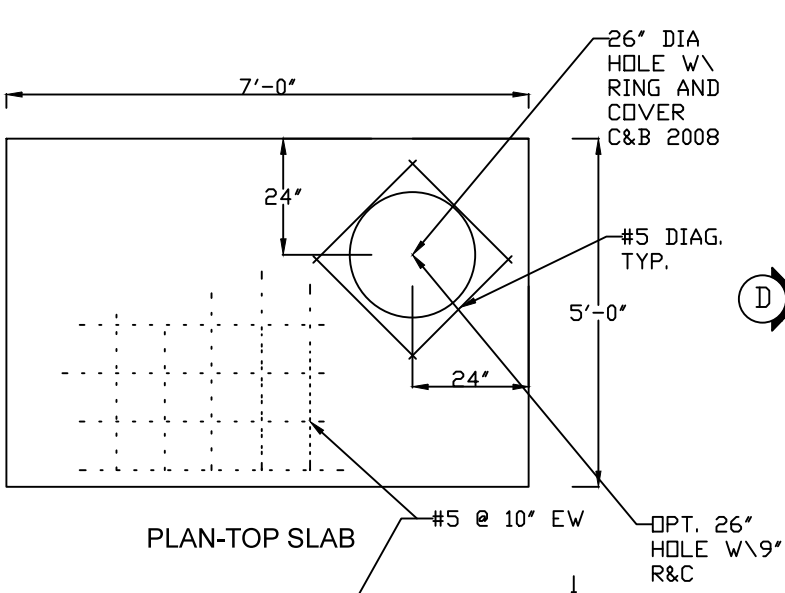 26" DIA
HOLE W\
RING AND
COVER
C&B 2008
7'-0"
24"
#5 DIAG.
TYP.
D
5'-0"
24"
#5 @ 10" EW
PLAN-TOP SLAB
OPT. 26"
HOLE W\9"
R&C